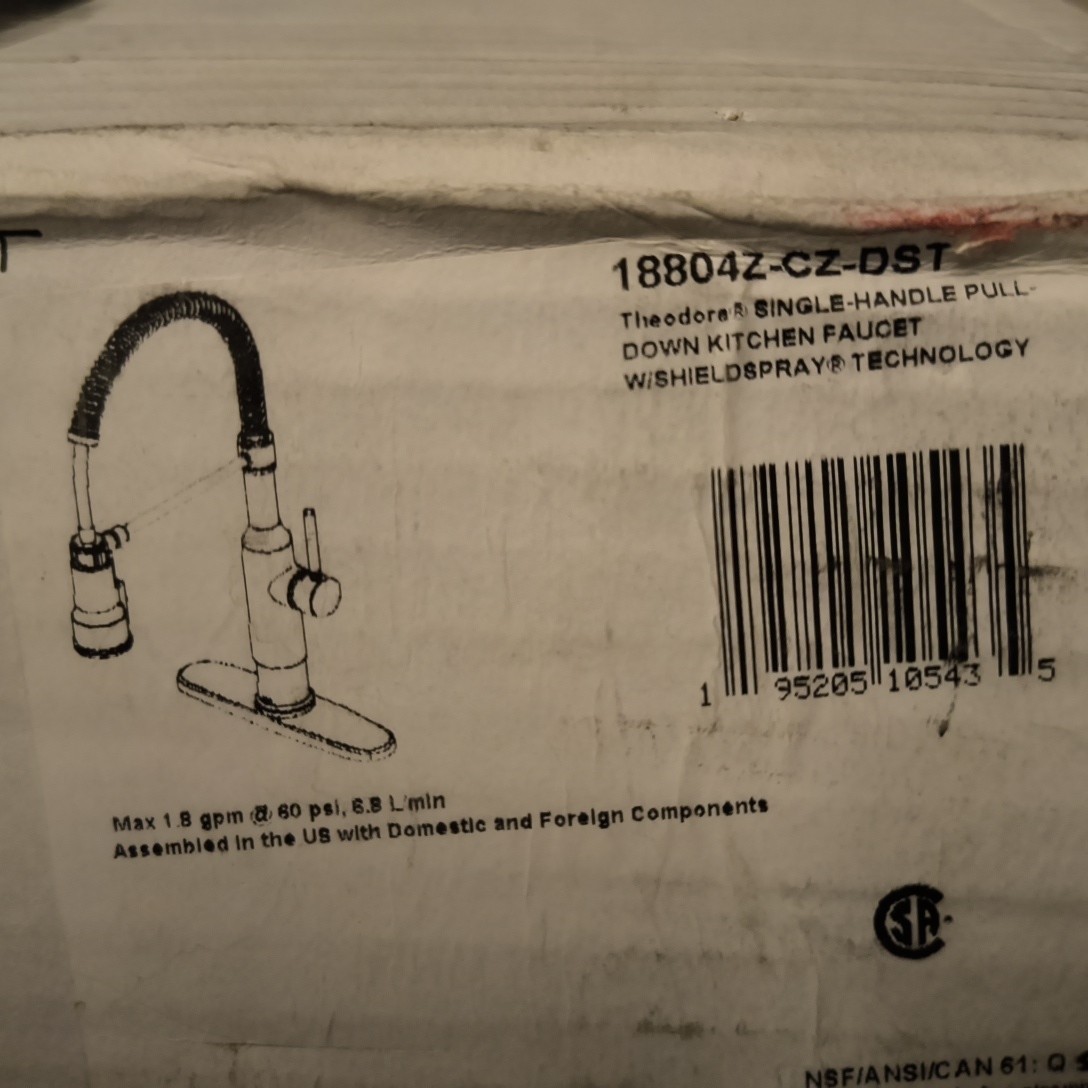 T
18804Z-CZ-DST
Theodora® SINGLE-HANDLE PULL-
DOWN KITCHEN FAUCET
W/SHIELDSPRAY® TECHNOLOGY
1 95205 10543 5
Max 1.8 gpm @ 60 psi, 6.8 L/min
Assembled in the US with Domestic and Foreign Components
CSA
NSF/ANSI/CAN 61: Q